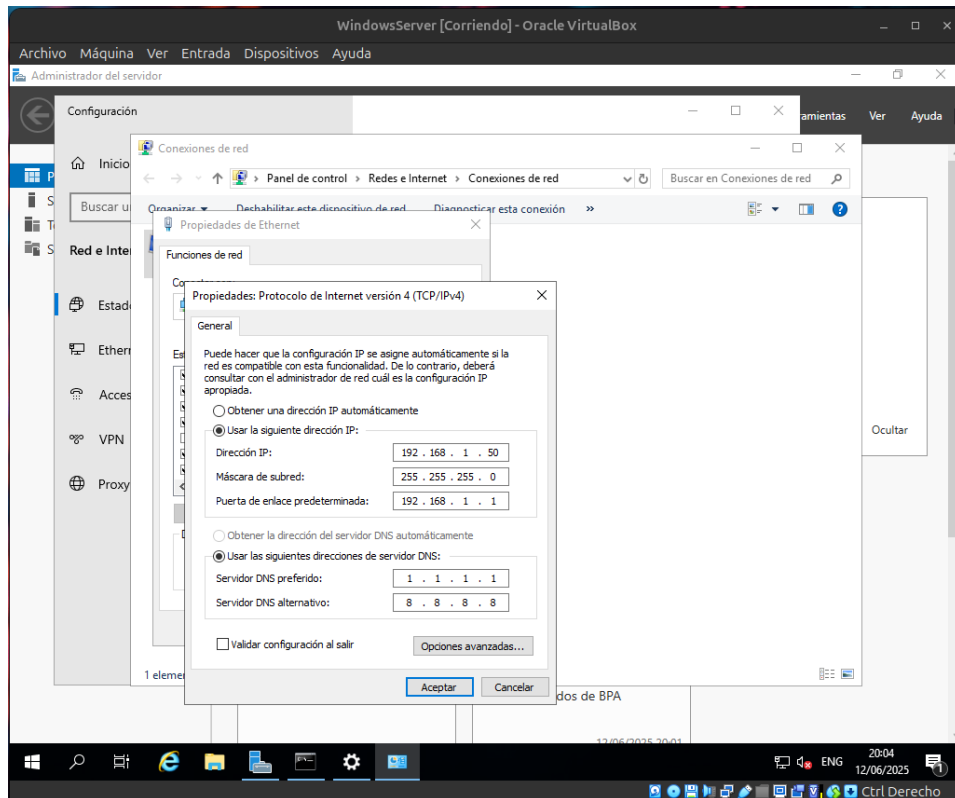 WindowsServer [Corriendo] - Oracle VirtualBox
Archivo Máquina Ver Entrada Dispositivos Ayuda
Administrador del servidor
Configuración
Ver Ayuda
Conexiones de red
Inicio
Panel de control Redes e Internet Conexiones de red
Buscar en Conexiones de red
Buscar
Organizar Deshabilitar este dispositivo de red Diagnosticar esta conexión »
Propiedades de Ethernet
Red e Inte
Funciones de red
Propiedades: Protocolo de Internet versión 4 (TCP/IPv4)
Estad
General
Ethern
Puede hacer que la configuración IP se asigne automáticamente si la
red es compatible con esta funcionalidad. De lo contrario, deberá
consultar con el administrador de red cuál es la configuración IP
apropiada.
Acces
Obtener una dirección IP automáticamente
Usar la siguiente dirección IP:
Ocultar
VPN
Dirección IP: 192 . 168 . 1 . 50
Máscara de subred: 255 . 255 . 255 . 0
Proxy
Puerta de enlace predeterminada: 192 . 168 . 1 . 1
Obtener la dirección del servidor DNS automáticamente
Usar las siguientes direcciones de servidor DNS:
Servidor DNS preferido: 1 . 1 . 1 . 1
Servidor DNS alternativo: 8 . 8 . 8 . 8
Validar configuración al salir
Opciones avanzadas...
1 eleme
Aceptar Cancelar
dos de BPA
12/06/2025 20:01
ENG
20:04
12/06/2025
1
Ctrl Derecho